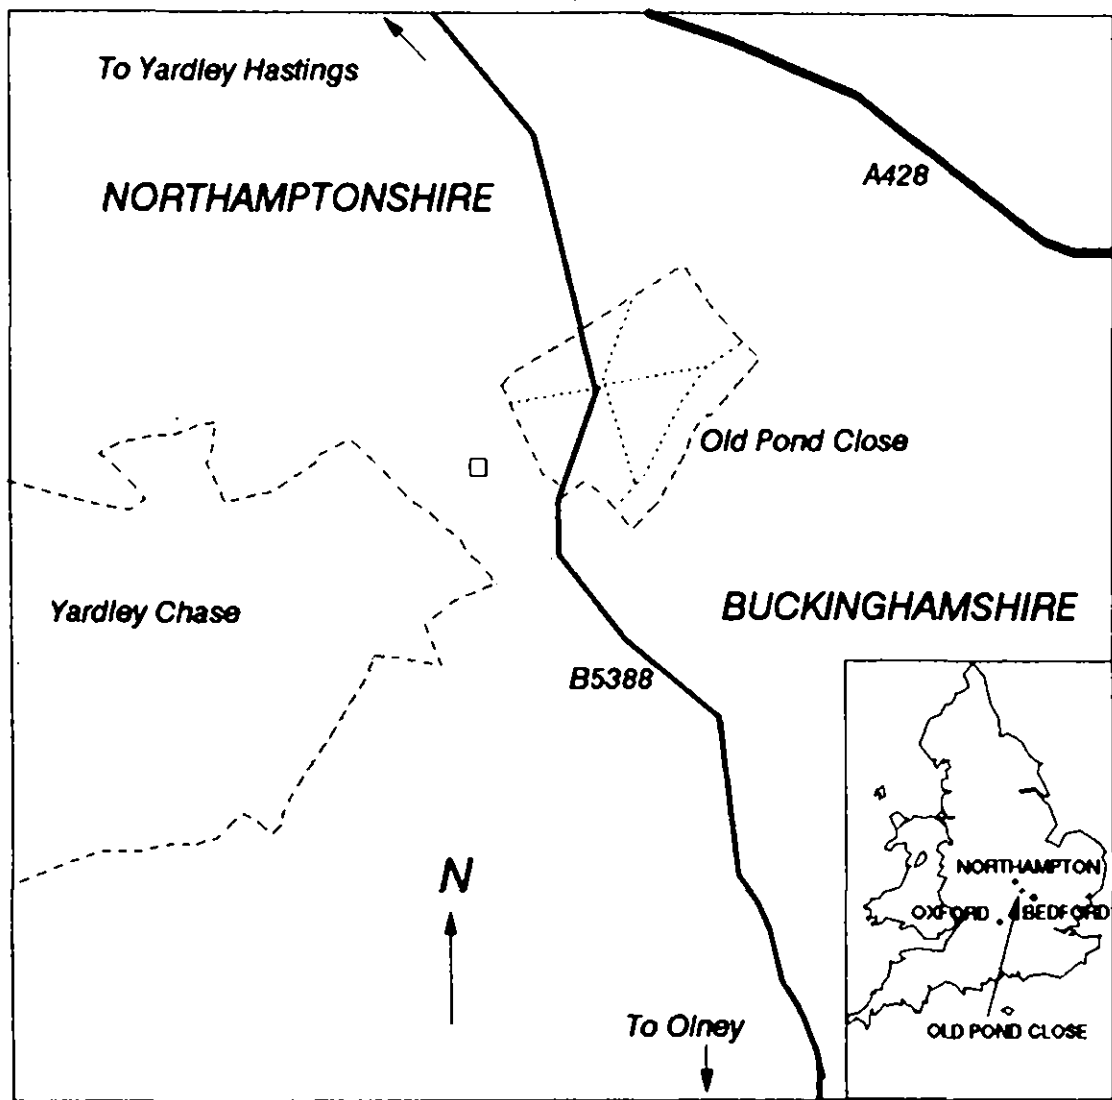 To Yardley Hastings
NORTHAMPTONSHIRE
A428
Old Pond Close
Yardley Chase
BUCKINGHAMSHIRE
B5388
N
To Olney
NORTHAMPTON
OXFORD
BEDFORD
OLD POND CLOSE